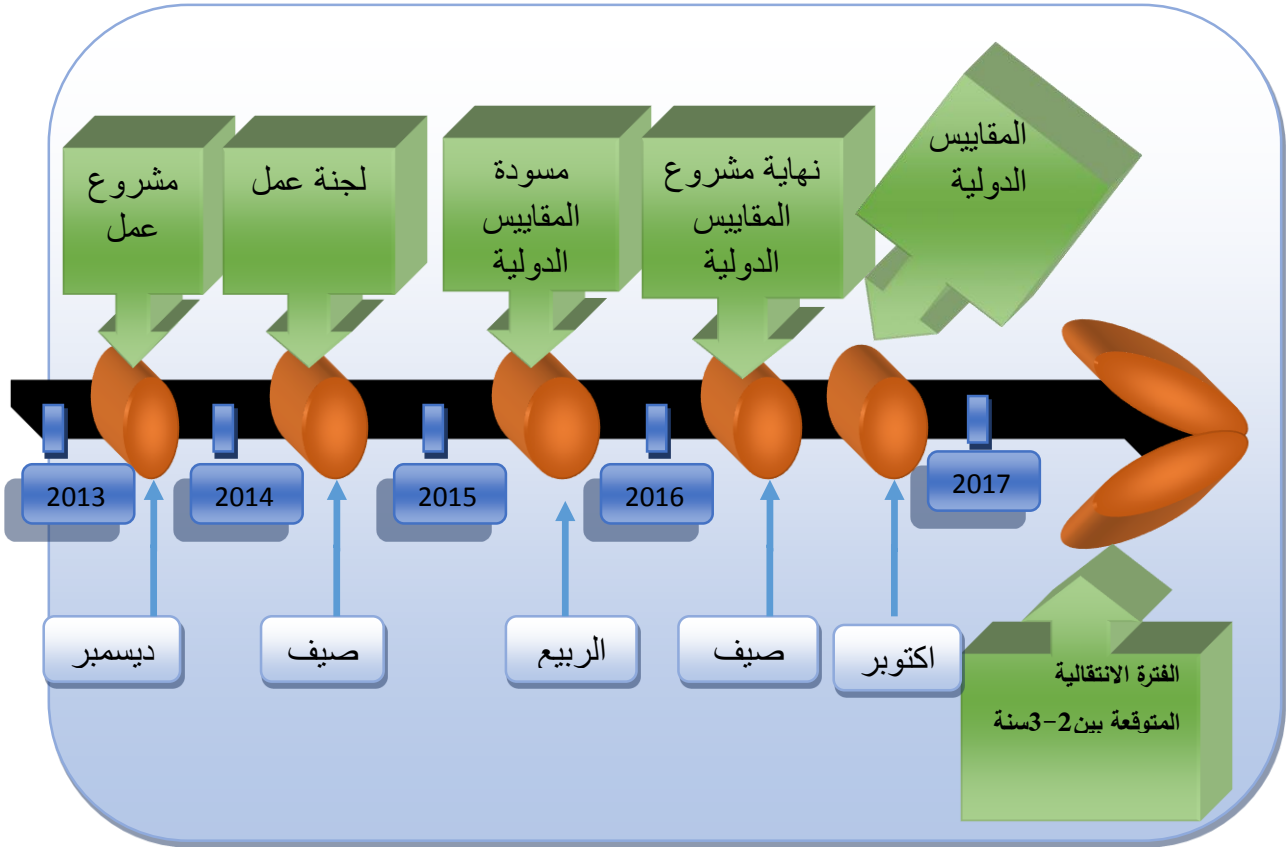 مشروع
عمل
لجنة عمل
مسودة
المقاييس
الدولية
نهاية مشروع
المقاييس
الدولية
المقاييس
الدولية
2013
2014
2015
2016
2017
ديسمبر
صيف
الربيع
صيف
اكتوبر
الفترة الانتقالية
المتوقعة بين2-3سنة